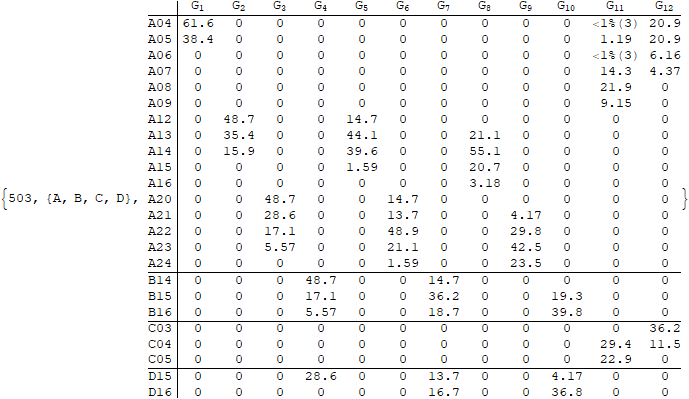 G₁ G₂ G₃ G₄ G₅ G₆ G₇ G₈ G₉ G₁₀ G₁₁ G₁₂
A04 61.6 0 0 0 0 0 0 0 0 0 <1%(3) 20.9
A05 38.4 0 0 0 0 0 0 0 0 0 1.19 20.9
A06 0 0 0 0 0 0 0 0 0 0 <1%(3) 6.16
A07 0 0 0 0 0 0 0 0 0 0 14.3 4.37
A08 0 0 0 0 0 0 0 0 0 0 21.9 0
A09 0 0 0 0 0 0 0 0 0 0 9.15 0
A12 0 48.7 0 0 14.7 0 0 0 0 0 0 0
A13 0 35.4 0 0 44.1 0 0 21.1 0 0 0 0
A14 0 15.9 0 0 39.6 0 0 55.1 0 0 0 0
A15 0 0 0 0 1.59 0 0 20.7 0 0 0 0
A16 0 0 0 0 0 0 0 3.18 0 0 0 0
{503, {A, B, C, D}, A20 0 0 48.7 0 0 14.7 0 0 0 0 0 0 }
A21 0 0 28.6 0 0 13.7 0 0 4.17 0 0 0
A22 0 0 17.1 0 0 48.9 0 0 29.8 0 0 0
A23 0 0 5.57 0 0 21.1 0 0 42.5 0 0 0
A24 0 0 0 0 0 1.59 0 0 23.5 0 0 0
B14 0 0 0 48.7 0 0 14.7 0 0 0 0 0
B15 0 0 0 17.1 0 0 36.2 0 0 19.3 0 0
B16 0 0 0 5.57 0 0 18.7 0 0 39.8 0 0
C03 0 0 0 0 0 0 0 0 0 0 0 36.2
C04 0 0 0 0 0 0 0 0 0 0 29.4 11.5
C05 0 0 0 0 0 0 0 0 0 0 22.9 0
D15 0 0 0 28.6 0 0 13.7 0 0 4.17 0 0
D16 0 0 0 0 0 0 16.7 0 0 36.8 0 0